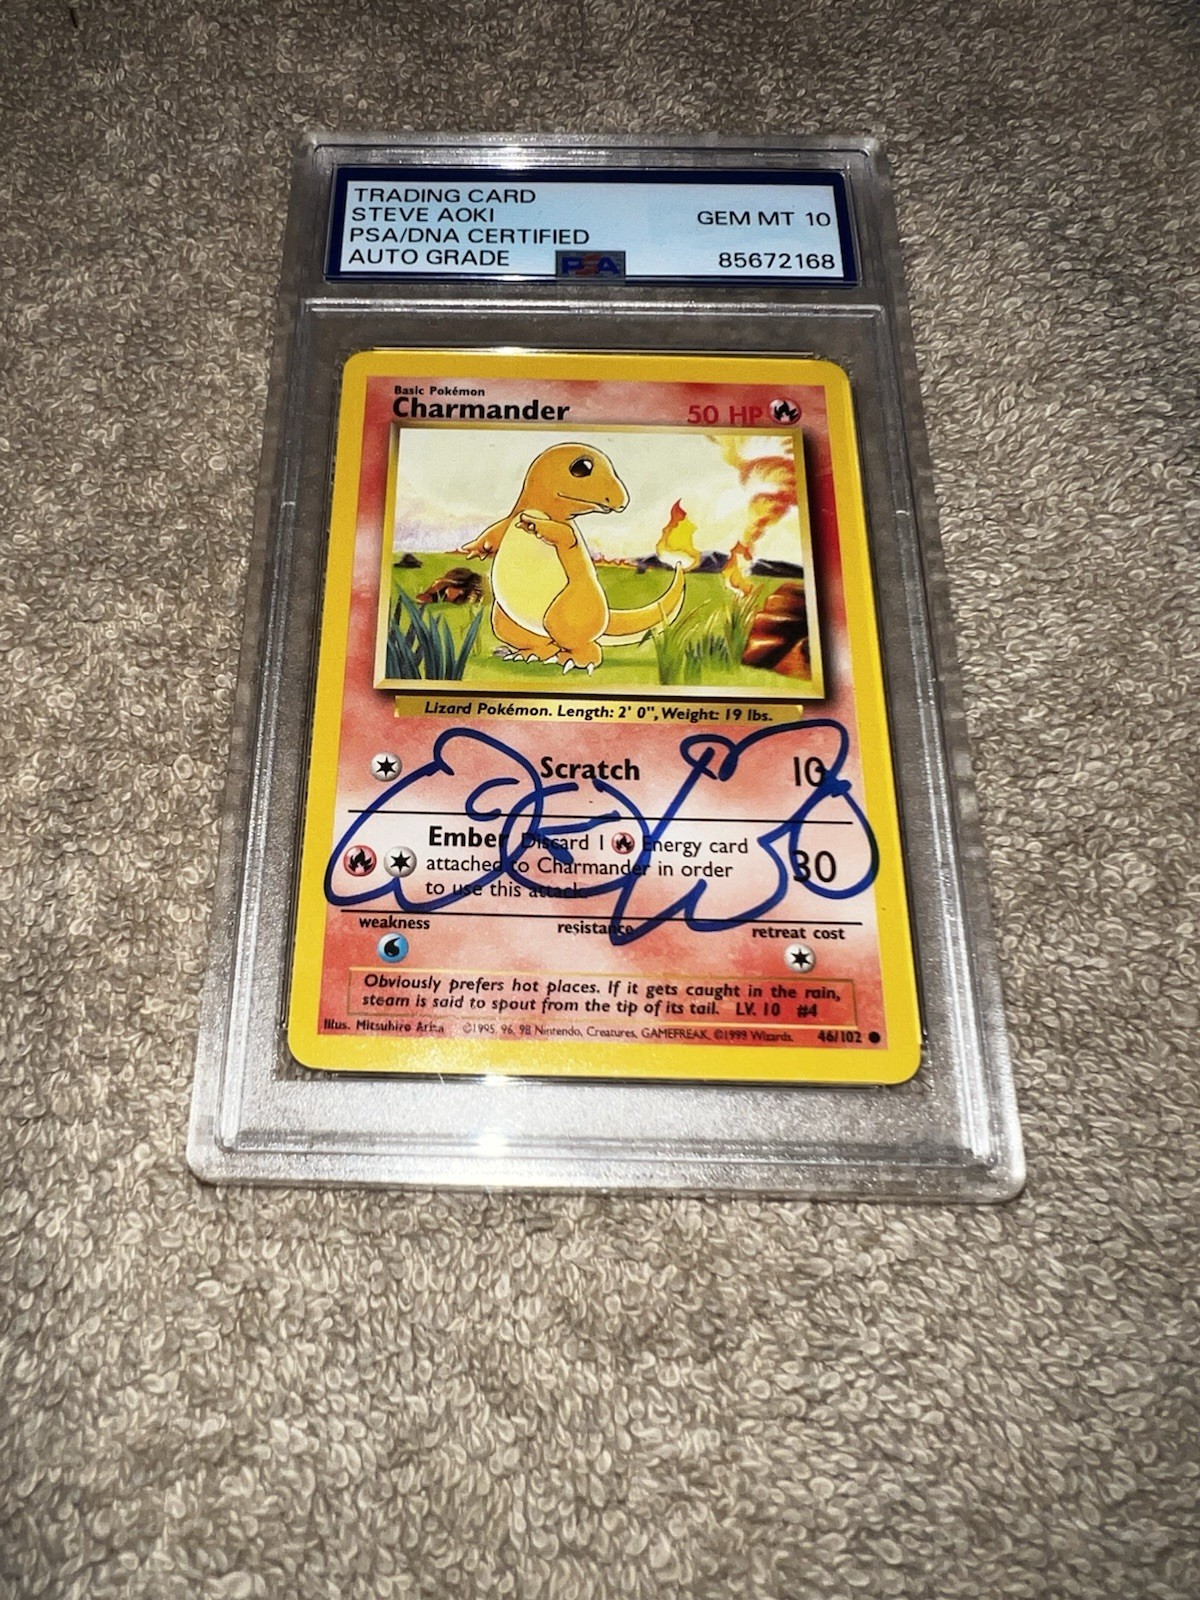 TRADING CARD
STEVE AOKI
PSA/DNA CERTIFIED
AUTO GRADE
GEM MT 10
85672168
PSA
Basic Pokémon
Charmander
50 HP
Lizard Pokémon. Length: 2' 0", Weight: 19 lbs.
Scratch 10
Ember Discard 1 Energy card
attached to Charmander in order
to use this attack.
30
weakness resistance retreat cost
Obviously prefers hot places. If it gets caught in the rain,
steam is said to spout from the tip of its tail. LV. 10 #4
Illus. Mitsuhiro Arita ©1995, 96, 98 Nintendo, Creatures, GAMEFREAK. ©1999 Wizards. 46/102